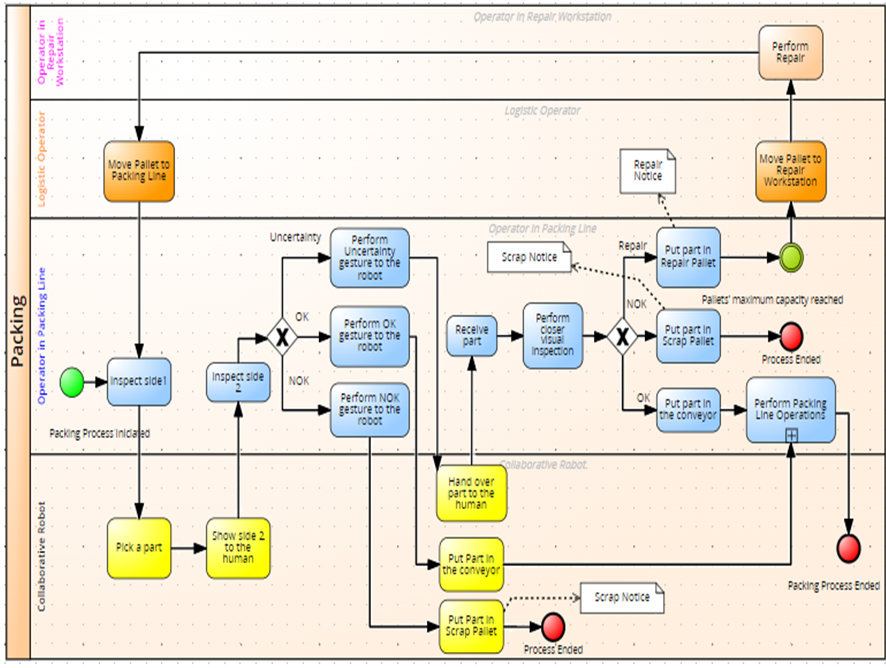 Packing
Operator in
Repair
Workstation
Operator in Repair Workstation
Perform
Repair
Logistic Operator
Logistic Operator
Move Pallet to
Packing Line
Repair
Notice
Move Pallet to
Repair
Workstation
Operator in Packing Line
Operator in Packing Line
Uncertainty
Perform
Uncertainty
gesture to the
robot
Scrap Notice
Repair
Put part in
Repair Pallet
Pallets' maximum capacity reached
OK
Perform OK
gesture to the
robot
Receive
part
Perform
closer
visual
inspection
NOK
Put part in
Scrap Pallet
Process Ended
Inspect side1
Packing Process Iniciated
Inspect side
2
NOK
Perform NOK
gesture to the
robot
OK
Put part in
the conveyor
Perform Packing
Line Operations
Collaborative Robot
Collaborative Robot.
Hand over
part to the
human
Pick a part
Show side 2
to the
human
Put Part in
the conveyor
Packing Process Ended
Put Part in
Scrap Pallet
Scrap Notice
Process Ended